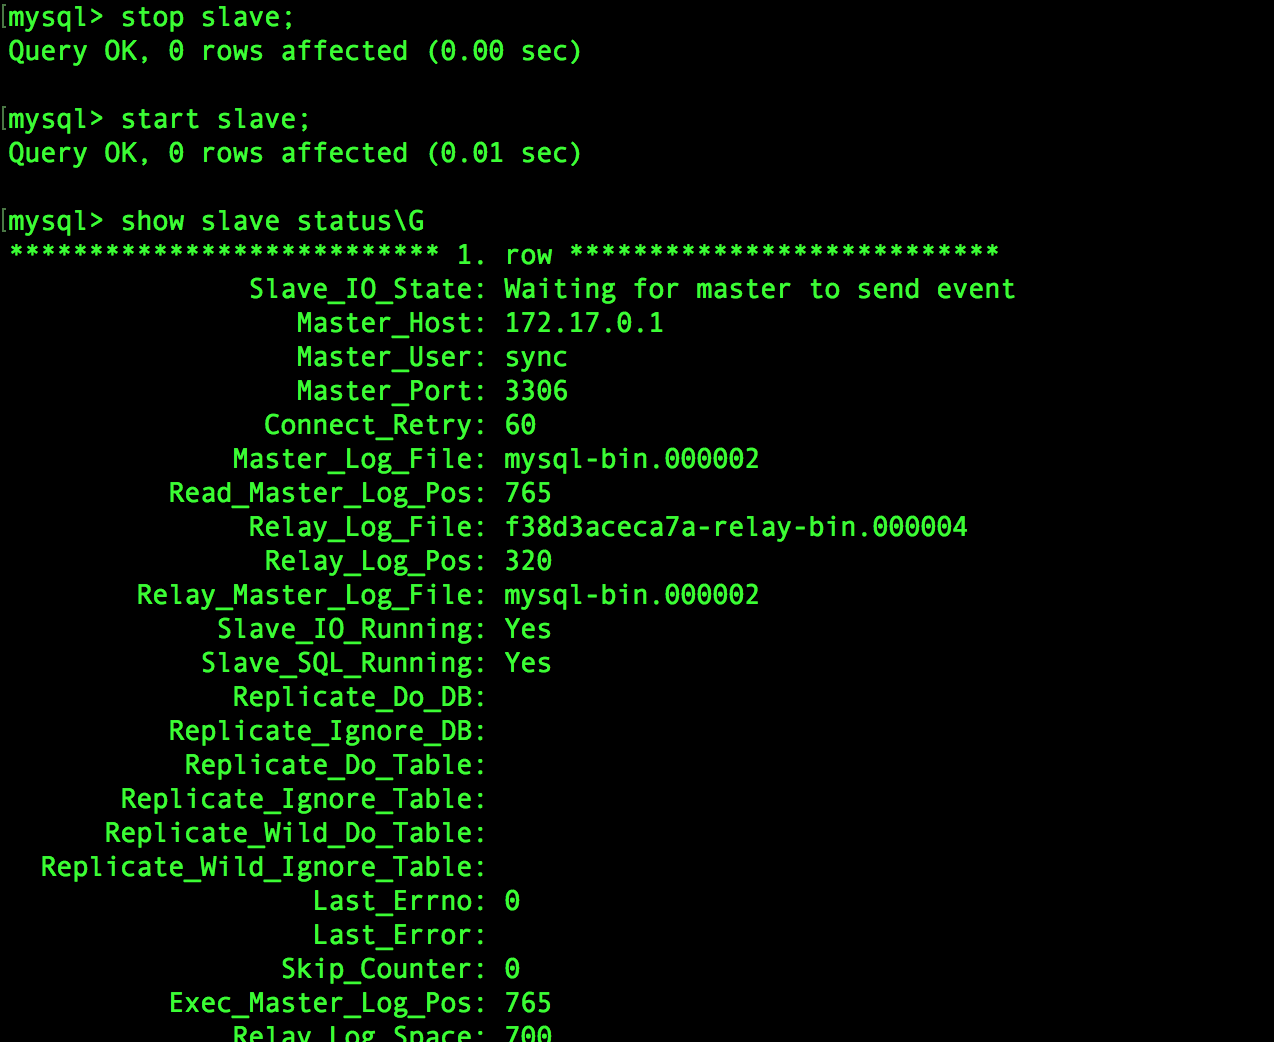 mysql> stop slave;
Query OK, 0 rows affected (0.00 sec)
mysql> start slave;
Query OK, 0 rows affected (0.01 sec)
mysql> show slave status\G
*************************** 1. row ***************************
Slave_IO_State: Waiting for master to send event
Master_Host: 172.17.0.1
Master_User: sync
Master_Port: 3306
Connect_Retry: 60
Master_Log_File: mysql-bin.000002
Read_Master_Log_Pos: 765
Relay_Log_File: f38d3aceca7a-relay-bin.000004
Relay_Log_Pos: 320
Relay_Master_Log_File: mysql-bin.000002
Slave_IO_Running: Yes
Slave_SQL_Running: Yes
Replicate_Do_DB:
Replicate_Ignore_DB:
Replicate_Do_Table:
Replicate_Ignore_Table:
Replicate_Wild_Do_Table:
Replicate_Wild_Ignore_Table:
Last_Errno: 0
Last_Error:
Skip_Counter: 0
Exec_Master_Log_Pos: 765
Relay_Log_Space: 700